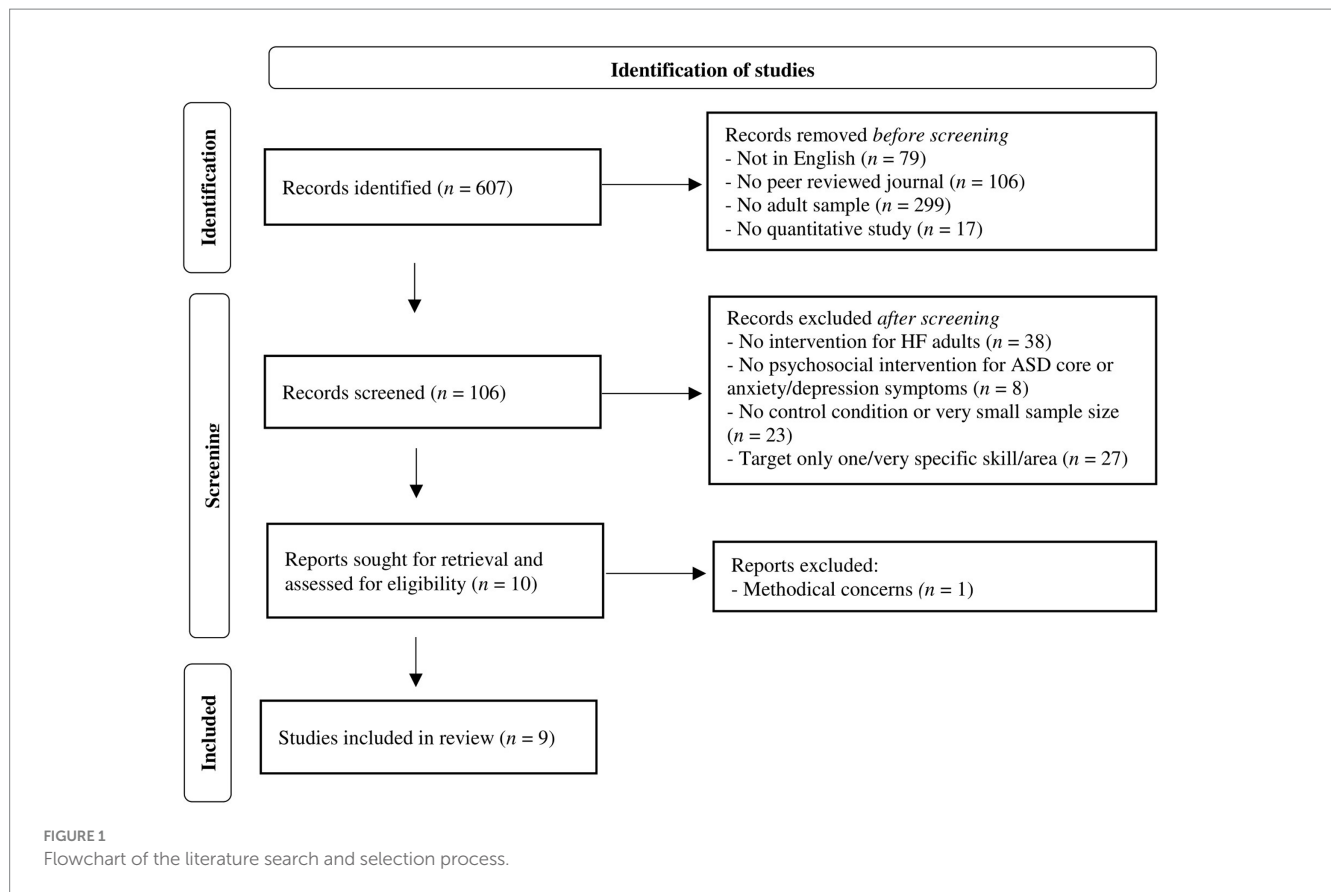 Identification of studies
Identification
Records identified (n = 607)
Records removed before screening
- Not in English (n = 79)
- No peer reviewed journal (n = 106)
- No adult sample (n = 299)
- No quantitative study (n = 17)
Screening
Records screened (n = 106)
Records excluded after screening
- No intervention for HF adults (n = 38)
- No psychosocial intervention for ASD core or
anxiety/depression symptoms (n = 8)
- No control condition or very small sample size
(n = 23)
- Target only one/very specific skill/area (n = 27)
Reports sought for retrieval and
assessed for eligibility (n = 10)
Reports excluded:
- Methodical concerns (n = 1)
Included
Studies included in review (n = 9)
FIGURE 1
Flowchart of the literature search and selection process.